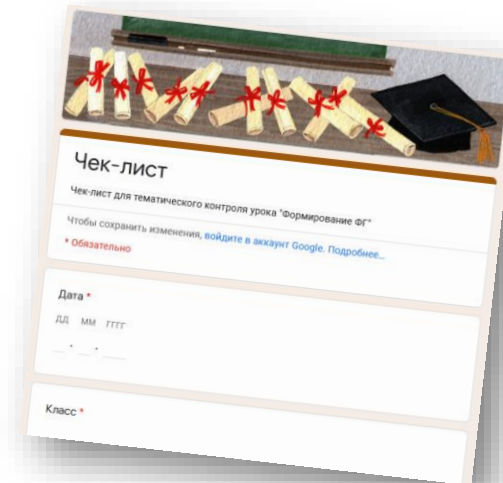 Чек-лист
Чек-лист для тематического контроля урока "Формирование ФГ"
Чтобы сохранить изменения, войдите в аккаунт Google. Подробнее…
* Обязательно
Дата *
ДД ММ ГГГГ
Класс *